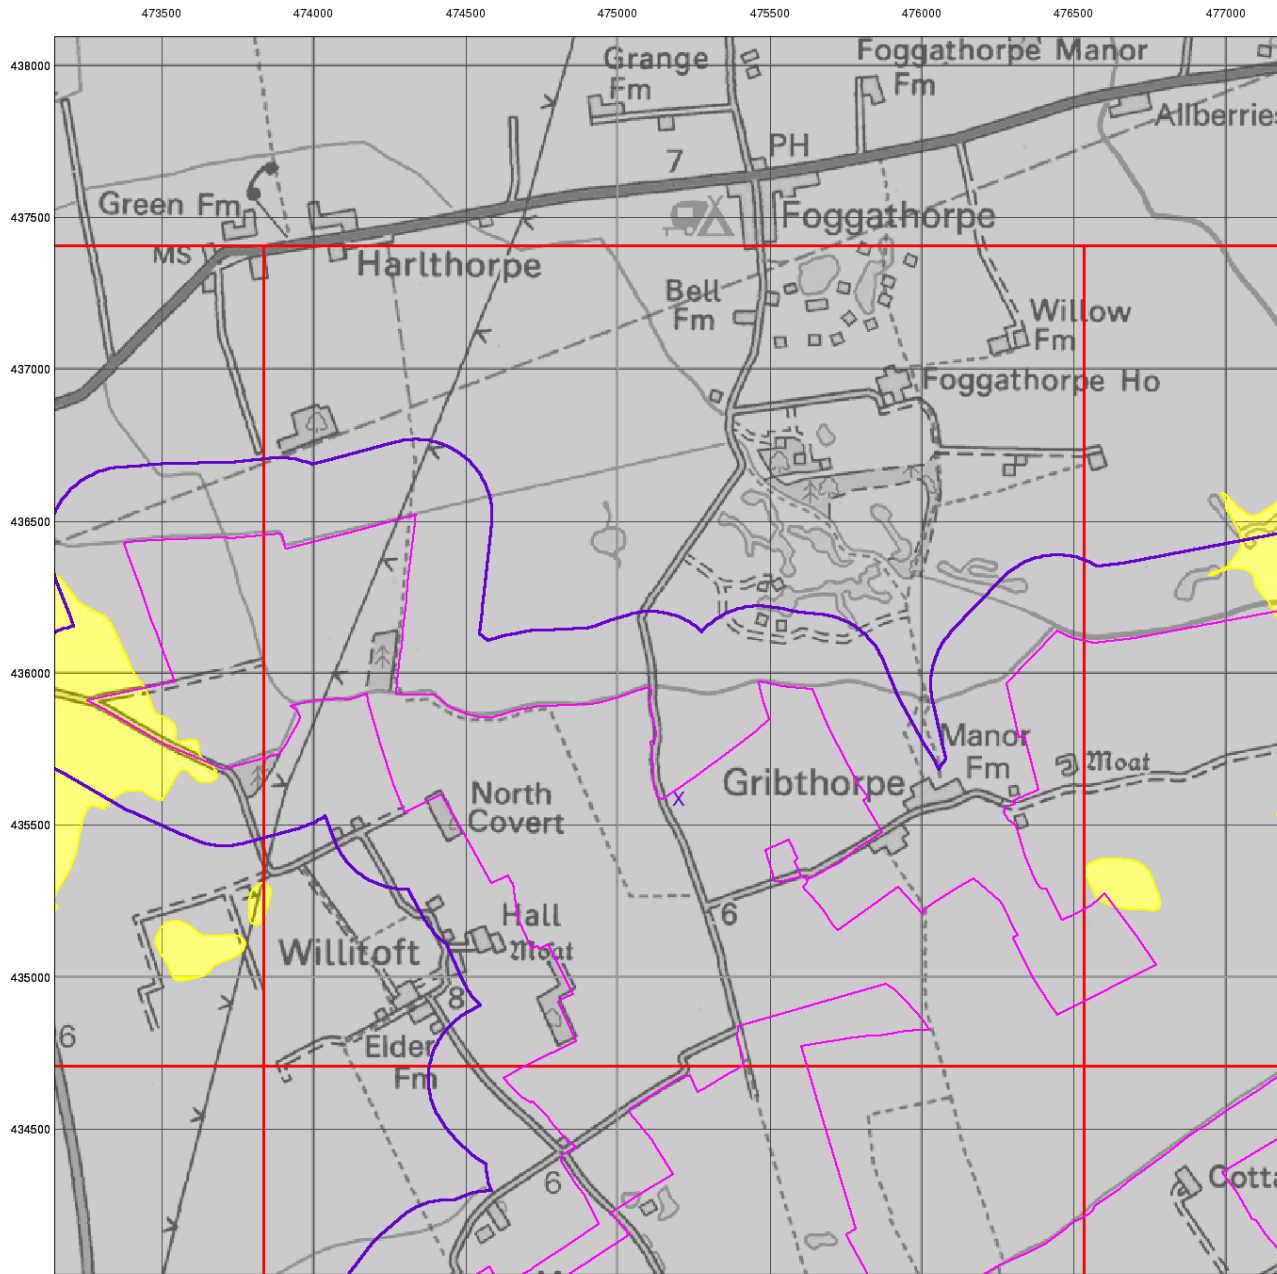 473500 474000 474500 475000 475500 476000 476500 477000
438000
Grange
Fm
Foggathorpe Manor
Fm
Allberries
PH
7
Green Fm
437500
Foggathorpe
MS
Harlthorpe
Bell
Fm
Willow
Fm
437000
Foggathorpe Ho
436500
436000
Manor
Fm
Moat
Gribthorpe
X
North
Covert
435500
6
Hall
Moat
Willitoft
435000
8
6
Elder
Fm
434500
6
Cotta